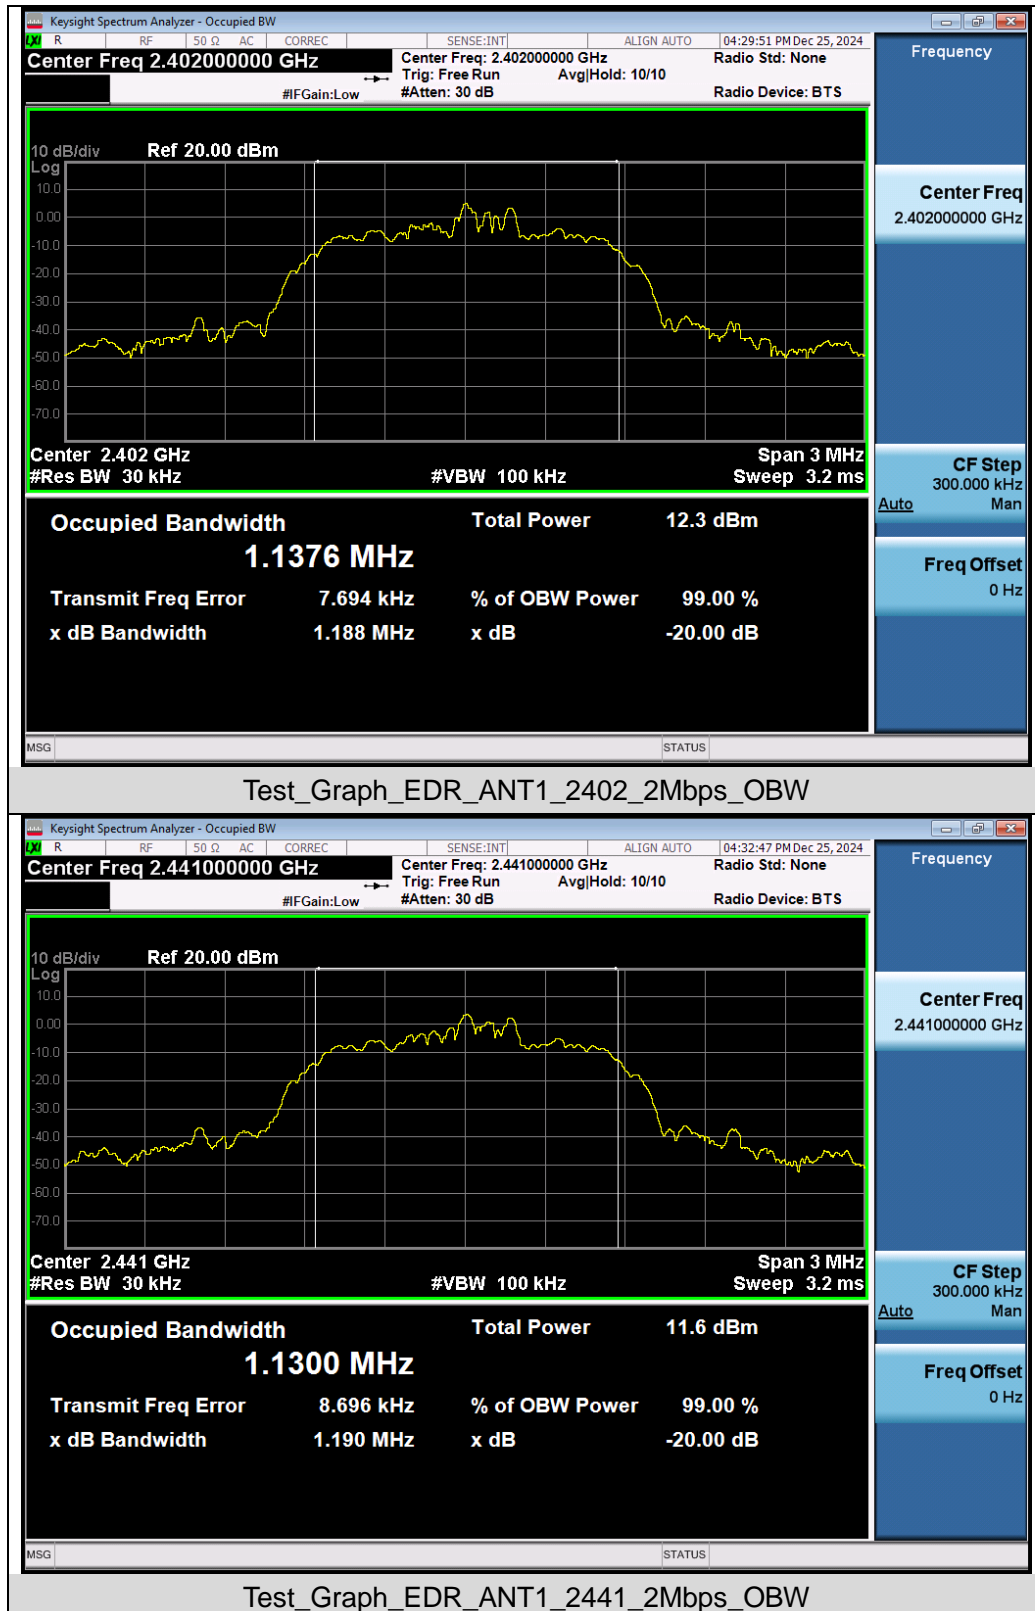 Keysight Spectrum Analyzer - Occupied BW
LXI R RF 50 Ω AC CORREC SENSE:INT ALIGN AUTO 04:29:51 PM Dec 25, 2024
Center Freq 2.402000000 GHz Center Freq: 2.402000000 GHz Radio Std: None
Trig: Free Run Avg|Hold: 10/10
#IFGain:Low #Atten: 30 dB Radio Device: BTS
Frequency
10 dB/div Ref 20.00 dBm
Log
10.0
0.00
-10.0
-20.0
-30.0
-40.0
-50.0
-60.0
-70.0
Center 2.402 GHz Span 3 MHz
#Res BW 30 kHz #VBW 100 kHz Sweep 3.2 ms
Center Freq
2.402000000 GHz
CF Step
300.000 kHz
Auto Man
Freq Offset
0 Hz
Occupied Bandwidth Total Power 12.3 dBm
1.1376 MHz
Transmit Freq Error 7.694 kHz % of OBW Power 99.00 %
x dB Bandwidth 1.188 MHz x dB -20.00 dB
MSG STATUS
Test_Graph_EDR_ANT1_2402_2Mbps_OBW
Keysight Spectrum Analyzer - Occupied BW
LXI R RF 50 Ω AC CORREC SENSE:INT ALIGN AUTO 04:32:47 PM Dec 25, 2024
Center Freq 2.441000000 GHz Center Freq: 2.441000000 GHz Radio Std: None
Trig: Free Run Avg|Hold: 10/10
#IFGain:Low #Atten: 30 dB Radio Device: BTS
Frequency
10 dB/div Ref 20.00 dBm
Log
10.0
0.00
-10.0
-20.0
-30.0
-40.0
-50.0
-60.0
-70.0
Center 2.441 GHz Span 3 MHz
#Res BW 30 kHz #VBW 100 kHz Sweep 3.2 ms
Center Freq
2.441000000 GHz
CF Step
300.000 kHz
Auto Man
Freq Offset
0 Hz
Occupied Bandwidth Total Power 11.6 dBm
1.1300 MHz
Transmit Freq Error 8.696 kHz % of OBW Power 99.00 %
x dB Bandwidth 1.190 MHz x dB -20.00 dB
MSG STATUS
Test_Graph_EDR_ANT1_2441_2Mbps_OBW